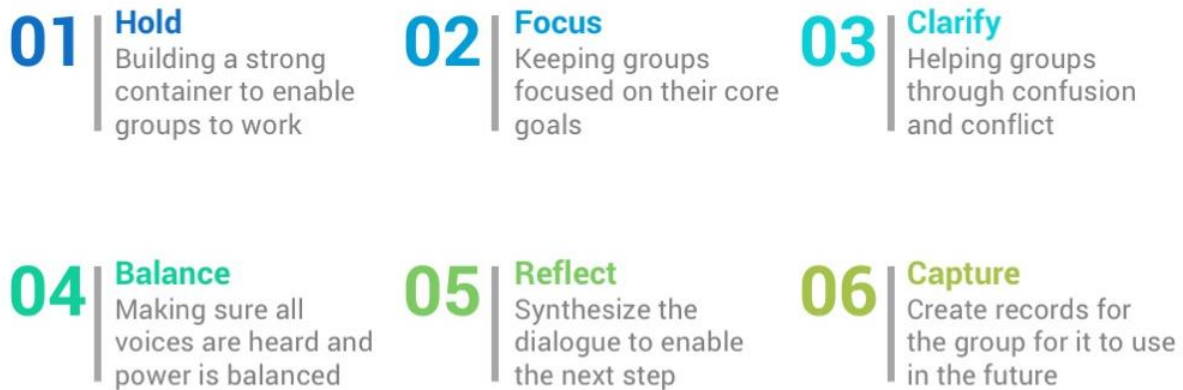 01
Hold
Building a strong
container to enable
groups to work
02
Focus
Keeping groups
focused on their core
goals
03
Clarify
Helping groups
through confusion
and conflict
04
Balance
Making sure all
voices are heard and
power is balanced
05
Reflect
Synthesize the
dialogue to enable
the next step
06
Capture
Create records for
the group for it to use
in the future